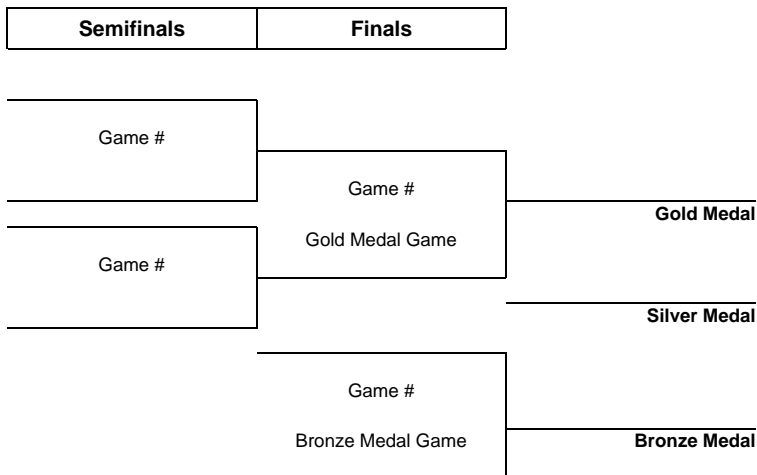 Semifinals Finals
Game #
Game #
Gold Medal
Gold Medal Game
Game #
Silver Medal
Game #
Bronze Medal Game Bronze Medal